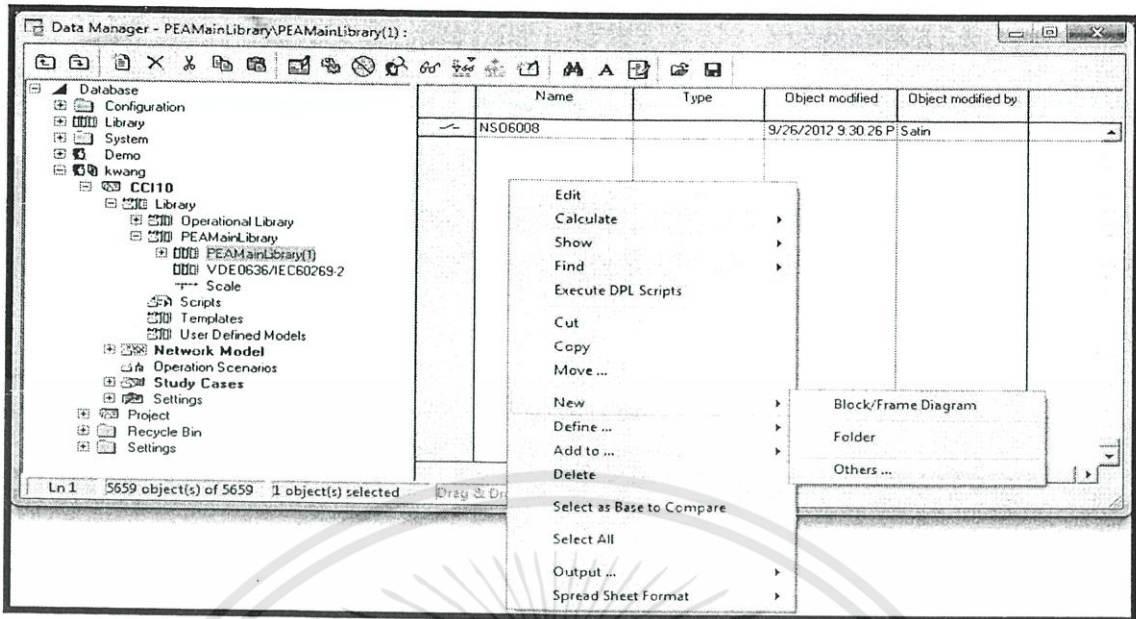 Data Manager - PEAMainLibrary\PEAMainLibrary(1) :
Database
Configuration
Library
System
Demo
kwang
CCI10
Library
Operational Library
PEAMainLibrary
PEAMainLibrary(1)
VDE0636/IEC60269-2
Scale
Scripts
Templates
User Defined Models
Network Model
Operation Scenarios
Study Cases
Settings
Project
Recycle Bin
Settings
Name Type Object modified Object modified by
NS06008 9/26/2012 9:30:26 P Satin
Edit
Calculate
Show
Find
Execute DPL Scripts
Cut
Copy
Move ...
New
Define ...
Add to ...
Delete
Select as Base to Compare
Select All
Output ...
Spread Sheet Format
Block/Frame Diagram
Folder
Others ...
Ln 1 5659 object(s) of 5659 1 object(s) selected Drag & Dr